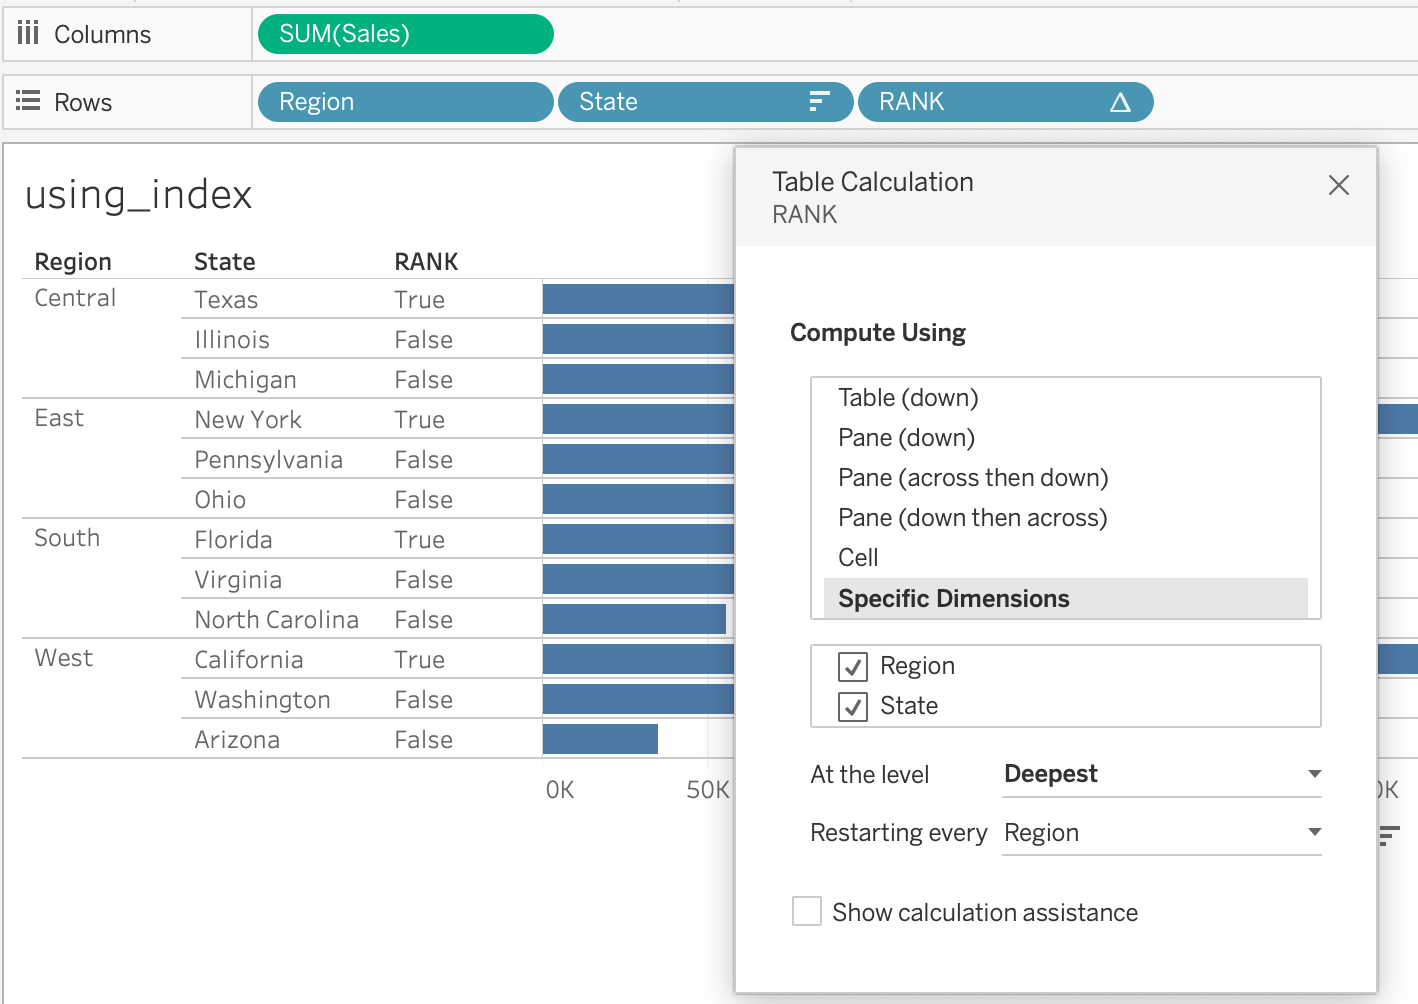 Columns SUM(Sales)
Rows Region State RANK
using_index
Region State RANK
Central Texas True
Illinois False
Michigan False
East New York True
Pennsylvania False
Ohio False
South Florida True
Virginia False
North Carolina False
West California True
Washington False
Arizona False
0K 50K
Table Calculation
RANK
Compute Using
Table (down)
Pane (down)
Pane (across then down)
Pane (down then across)
Cell
Specific Dimensions
Region
State
At the level Deepest
Restarting every Region
Show calculation assistance